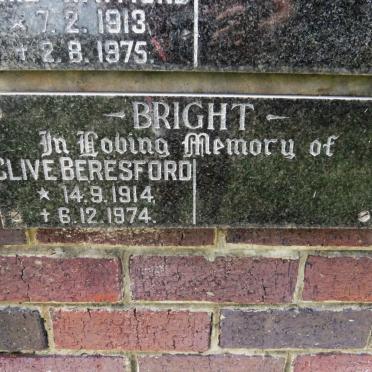 * 7.2.1913
+ 2.8.1975.
- BRIGHT -
In Loving Memory of
CLIVE BERESFORD
* 14.9.1914.
+ 6.12.1974.